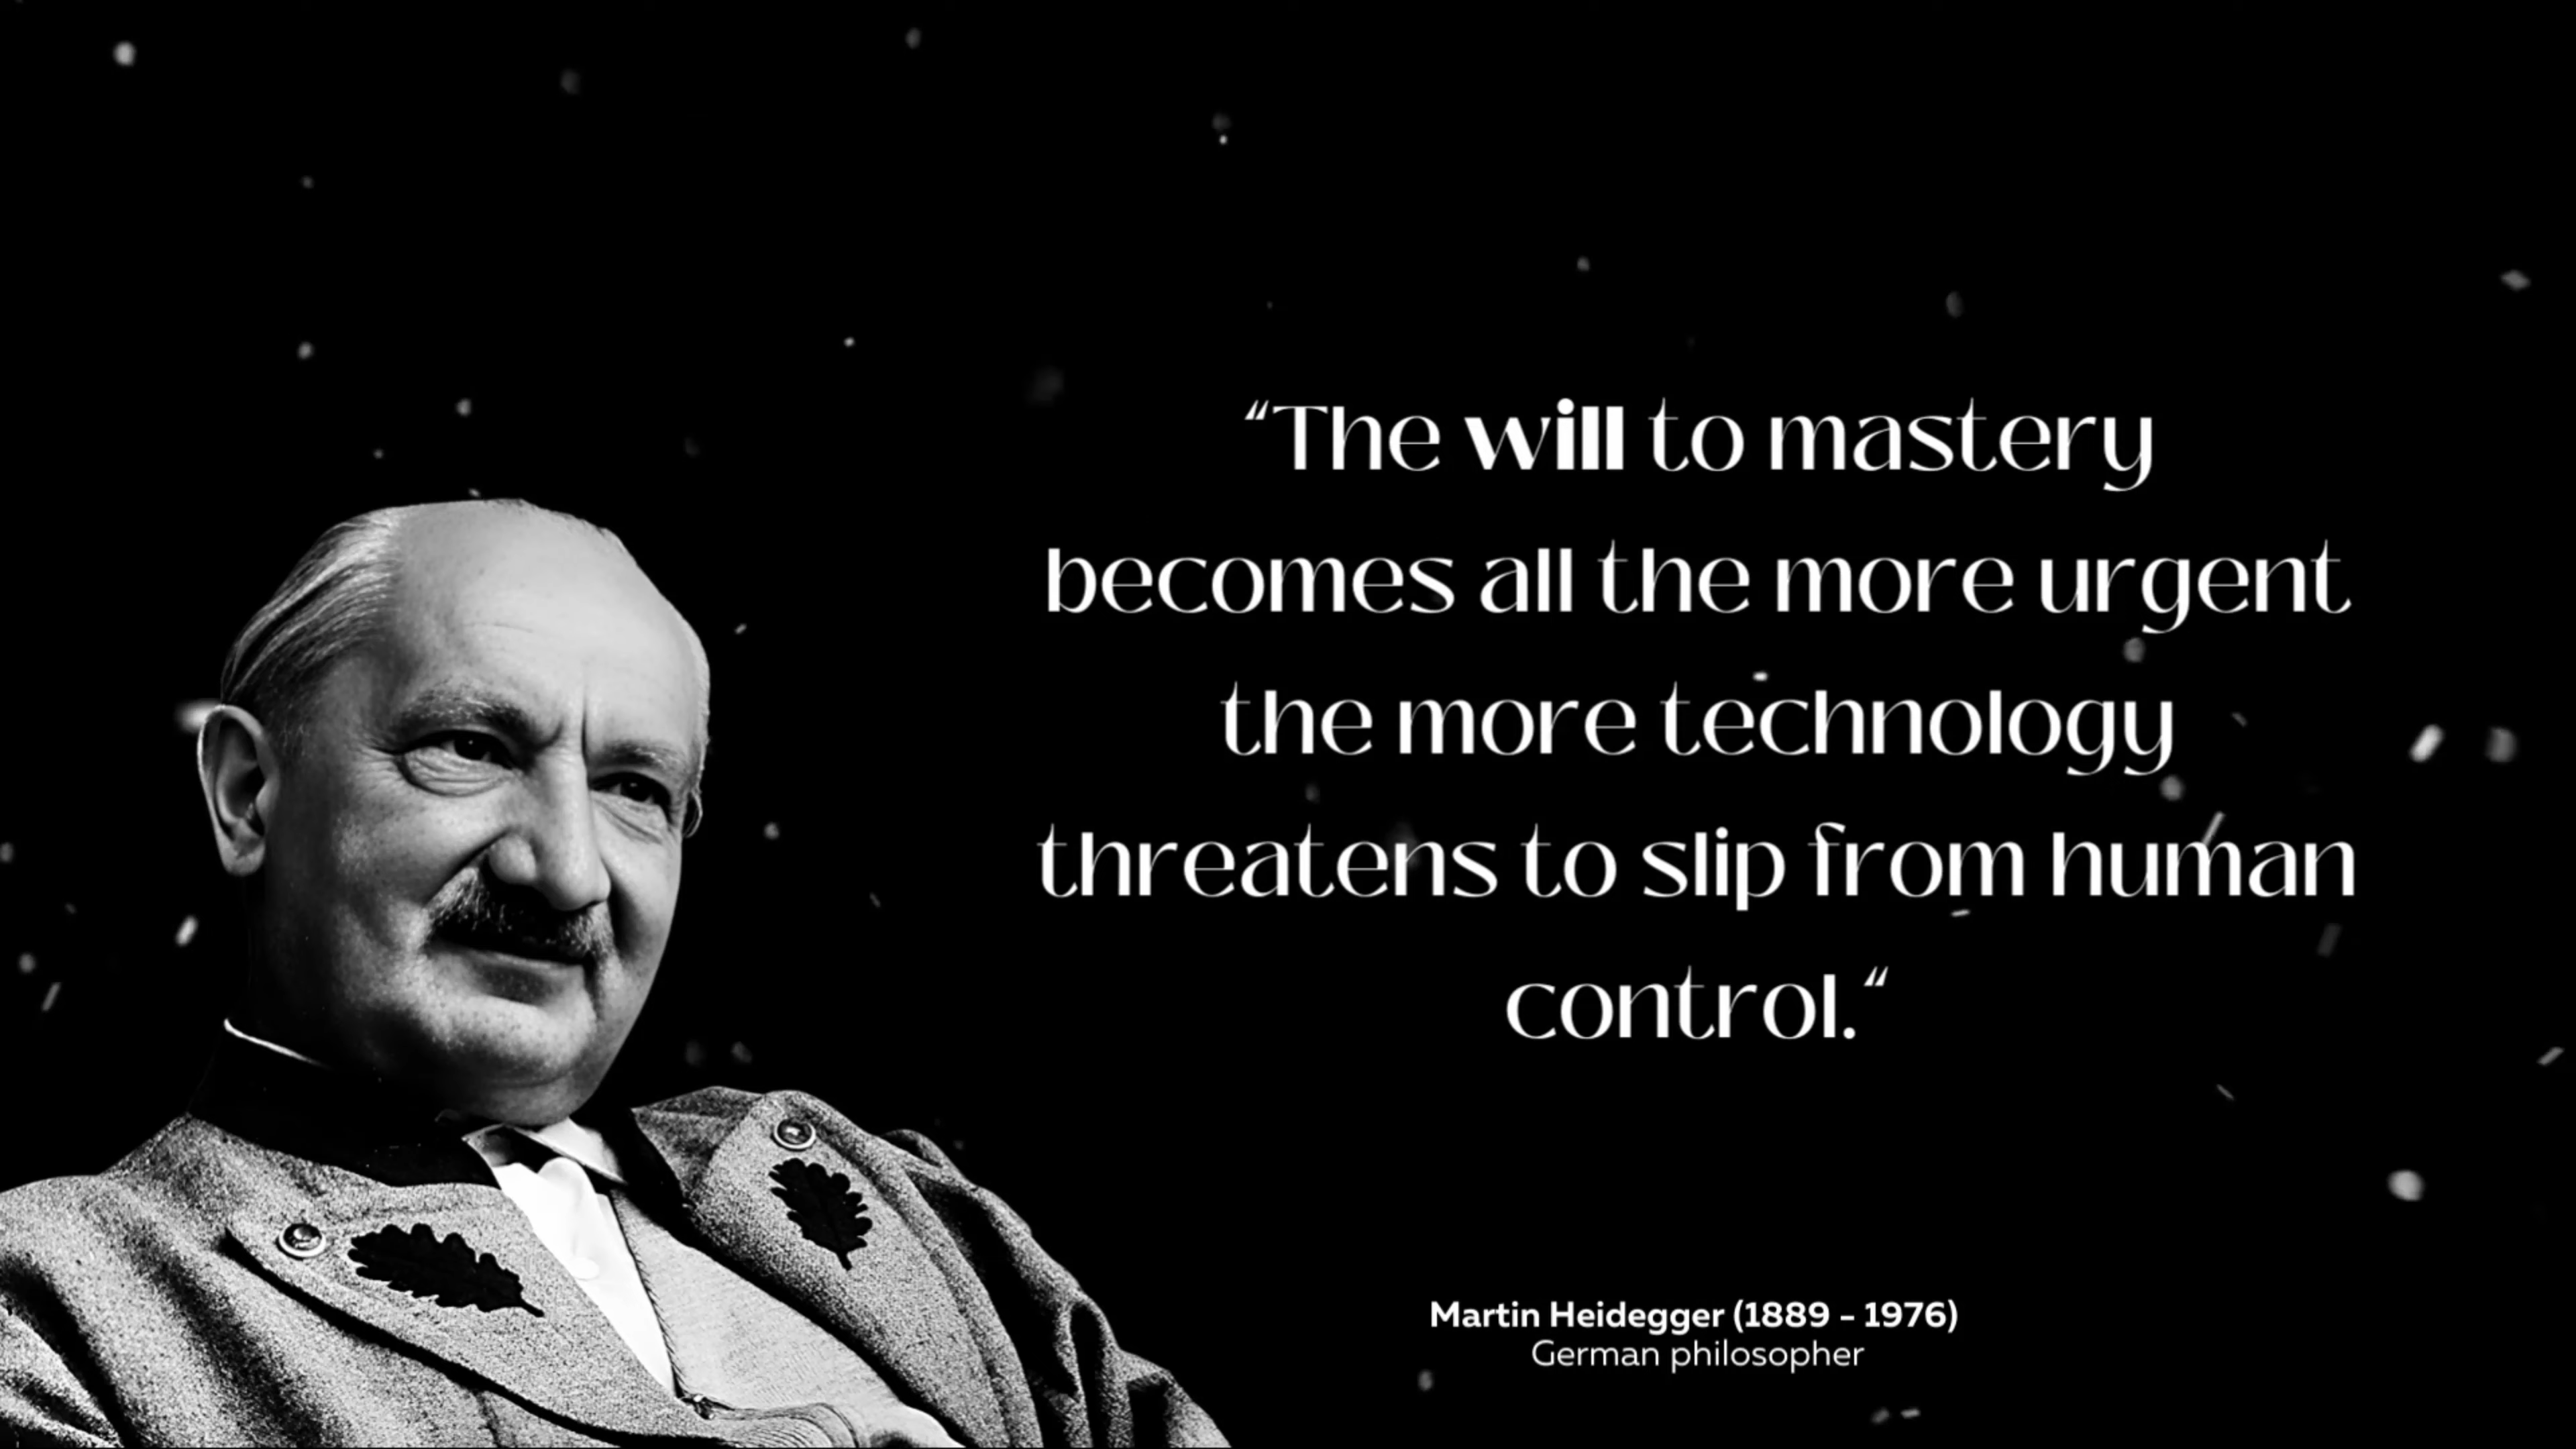 “The will to mastery
becomes all the more urgent
the more technology
threatens to slip from human
control.“
Martin Heidegger (1889 - 1976)
German philosopher